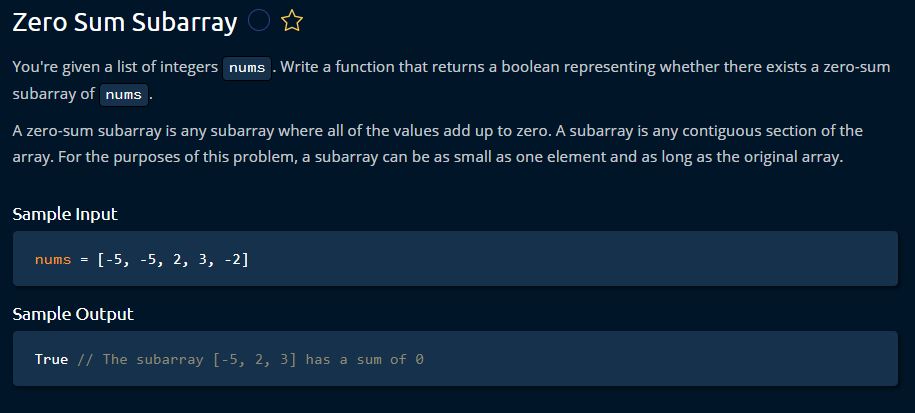 Zero Sum Subarray
You're given a list of integers nums. Write a function that returns a boolean representing whether there exists a zero-sum
subarray of nums.
A zero-sum subarray is any subarray where all of the values add up to zero. A subarray is any contiguous section of the
array. For the purposes of this problem, a subarray can be as small as one element and as long as the original array.
Sample Input
nums = [-5, -5, 2, 3, -2]
Sample Output
True // The subarray [-5, 2, 3] has a sum of 0